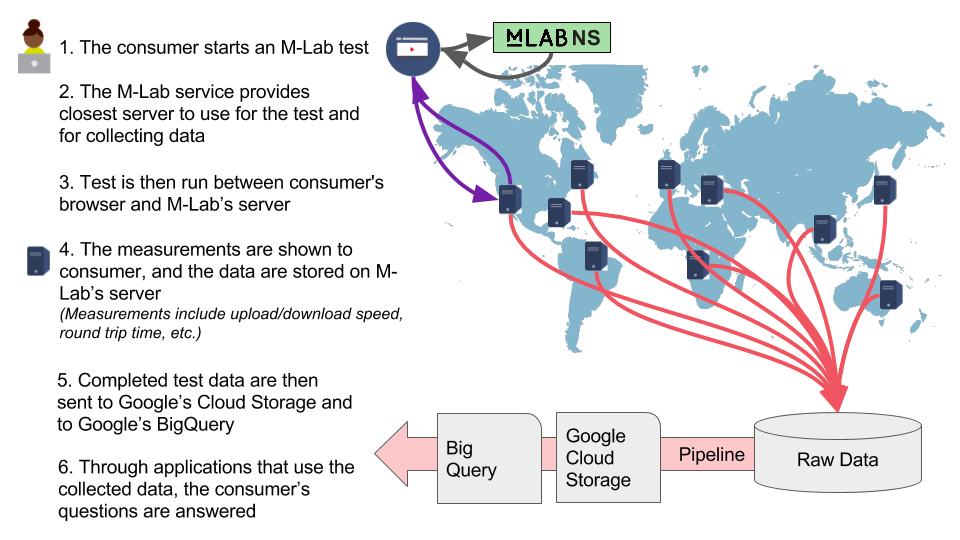 1. The consumer starts an M-Lab test
2. The M-Lab service provides
closest server to use for the test and
for collecting data
3. Test is then run between consumer's
browser and M-Lab's server
4. The measurements are shown to
consumer, and the data are stored on M-
Lab's server
(Measurements include upload/download speed,
round trip time, etc.)
5. Completed test data are then
sent to Google's Cloud Storage and
to Google's BigQuery
6. Through applications that use the
collected data, the consumer's
questions are answered
MLAB NS
Big
Query
Google
Cloud
Storage
Pipeline
Raw Data